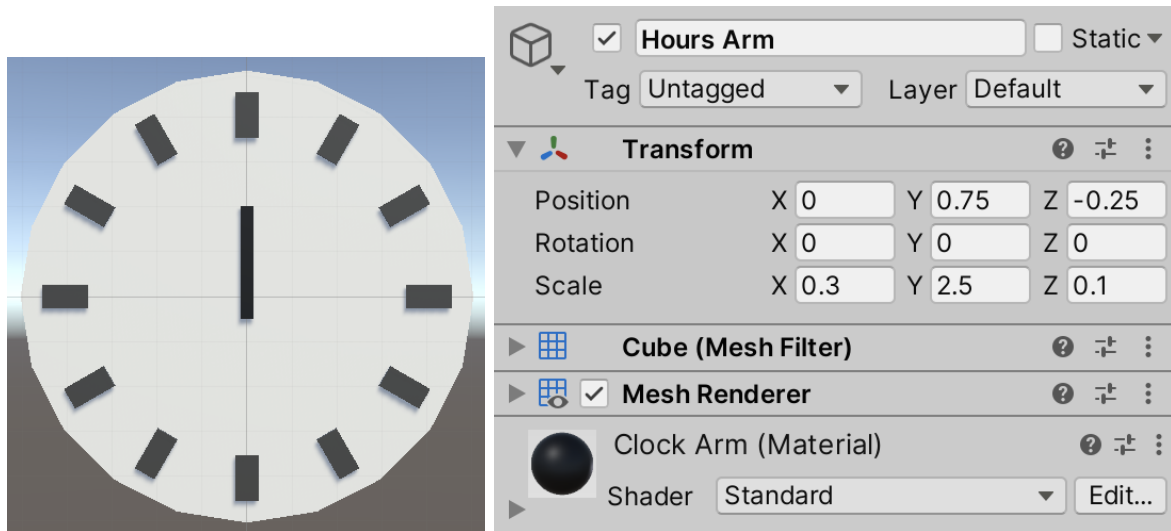 Hours Arm Static
Tag Untagged Layer Default
Transform
Position X 0 Y 0.75 Z -0.25
Rotation X 0 Y 0 Z 0
Scale X 0.3 Y 2.5 Z 0.1
Cube (Mesh Filter)
Mesh Renderer
Clock Arm (Material)
Shader Standard Edit...